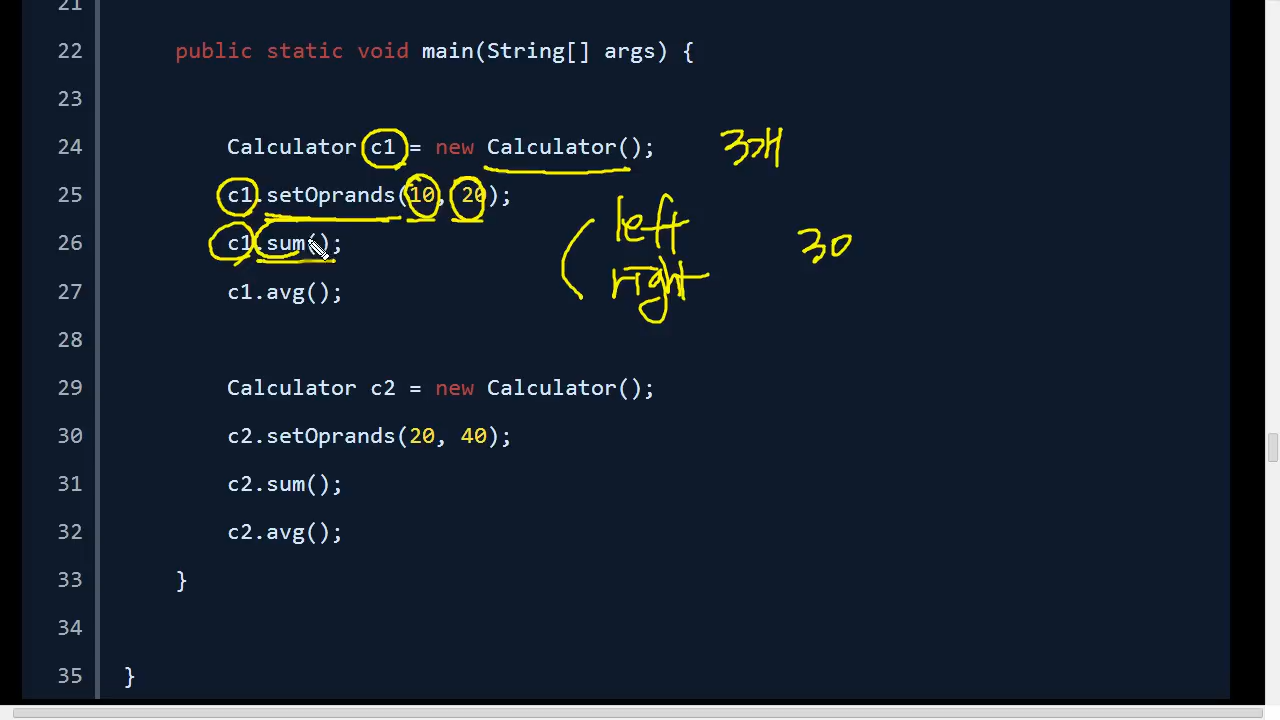 21
22 public static void main(String[] args) {
23
24 Calculator c1 = new Calculator(); 3개
25 c1.setOprands(10, 20);
left
26 c1.sum(); 30
right
27 c1.avg();
28
29 Calculator c2 = new Calculator();
30 c2.setOprands(20, 40);
31 c2.sum();
32 c2.avg();
33 }
34
35 }